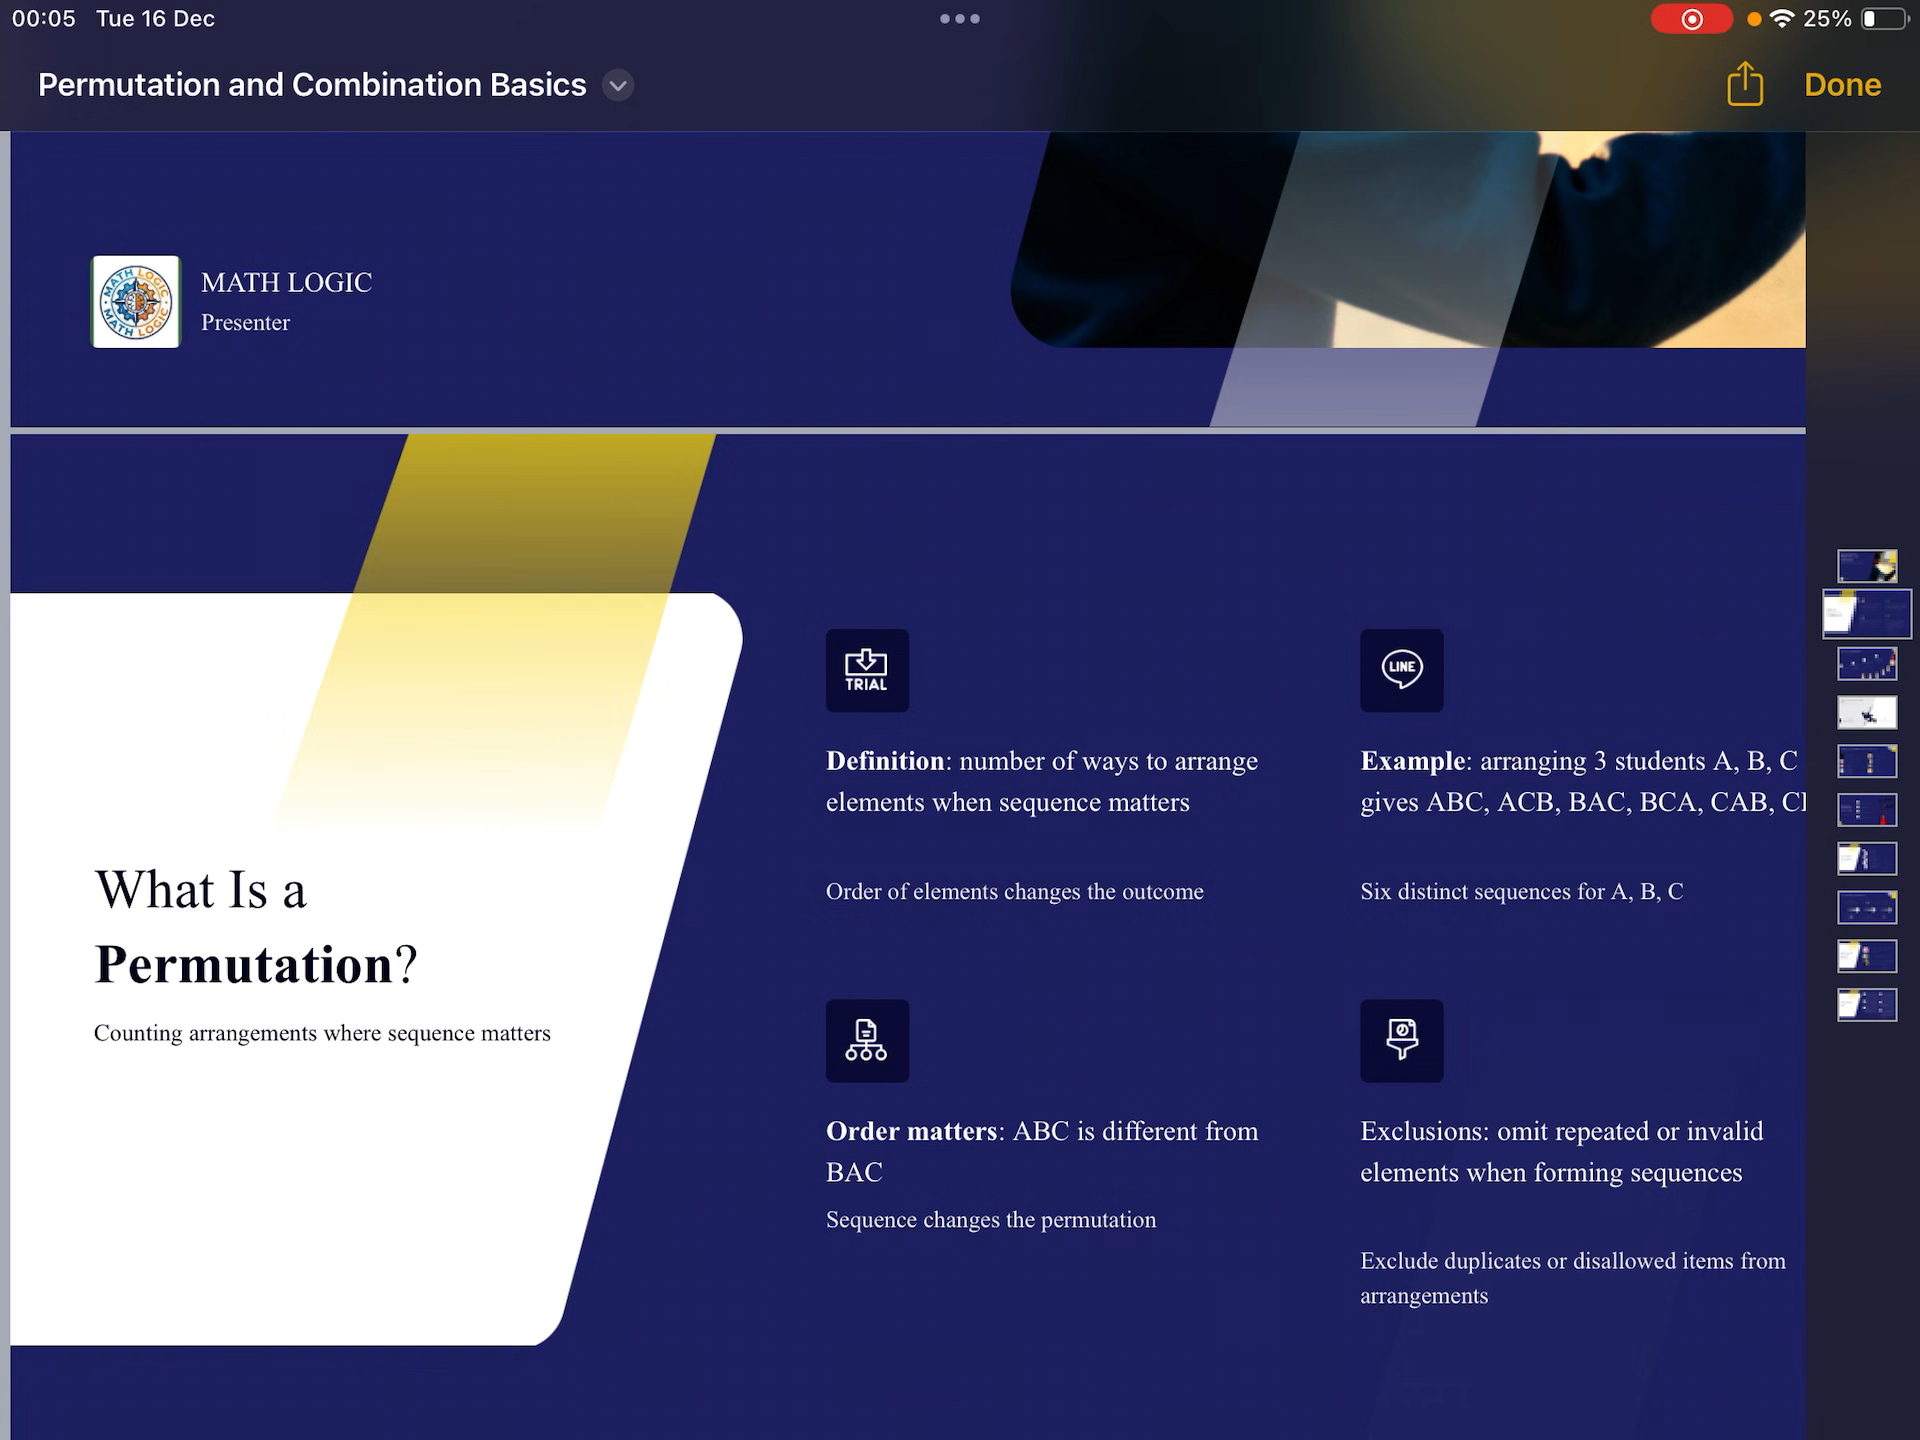 00:05 Tue 16 Dec
25%
Permutation and Combination Basics
Done
MATH LOGIC
MATH LOGIC
MATH LOGIC
Presenter
What Is a
Permutation?
Counting arrangements where sequence matters
TRIAL
Definition: number of ways to arrange
elements when sequence matters
Order of elements changes the outcome
LINE
Example: arranging 3 students A, B, C
gives ABC, ACB, BAC, BCA, CAB,
Six distinct sequences for A, B, C
Order matters: ABC is different from
BAC
Sequence changes the permutation
Exclusions: omit repeated or invalid
elements when forming sequences
Exclude duplicates or disallowed items from
arrangements